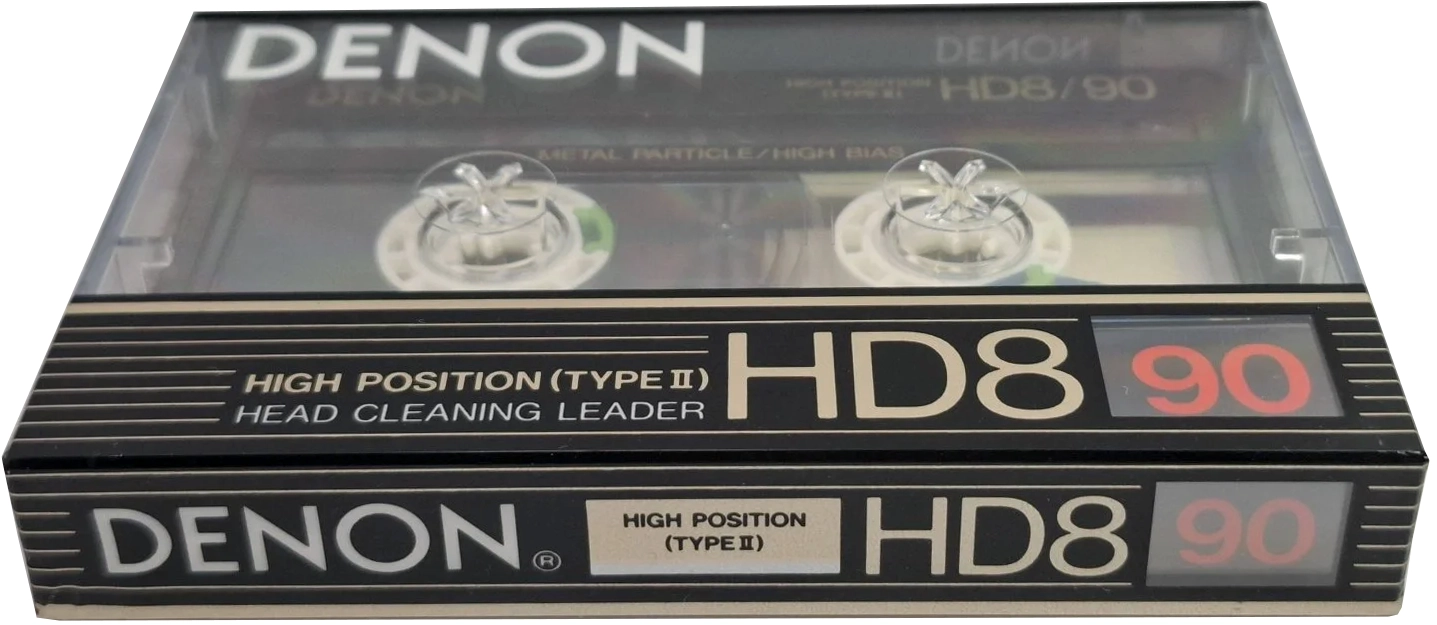 DENON
DENON
DENON
HIGH POSITION
(TYPE II)
HD8/90
METAL PARTICLE/HIGH BIAS
HIGH POSITION (TYPE II)
HEAD CLEANING LEADER
HD8
90
DENON®
HIGH POSITION
(TYPE II)
HD8
90